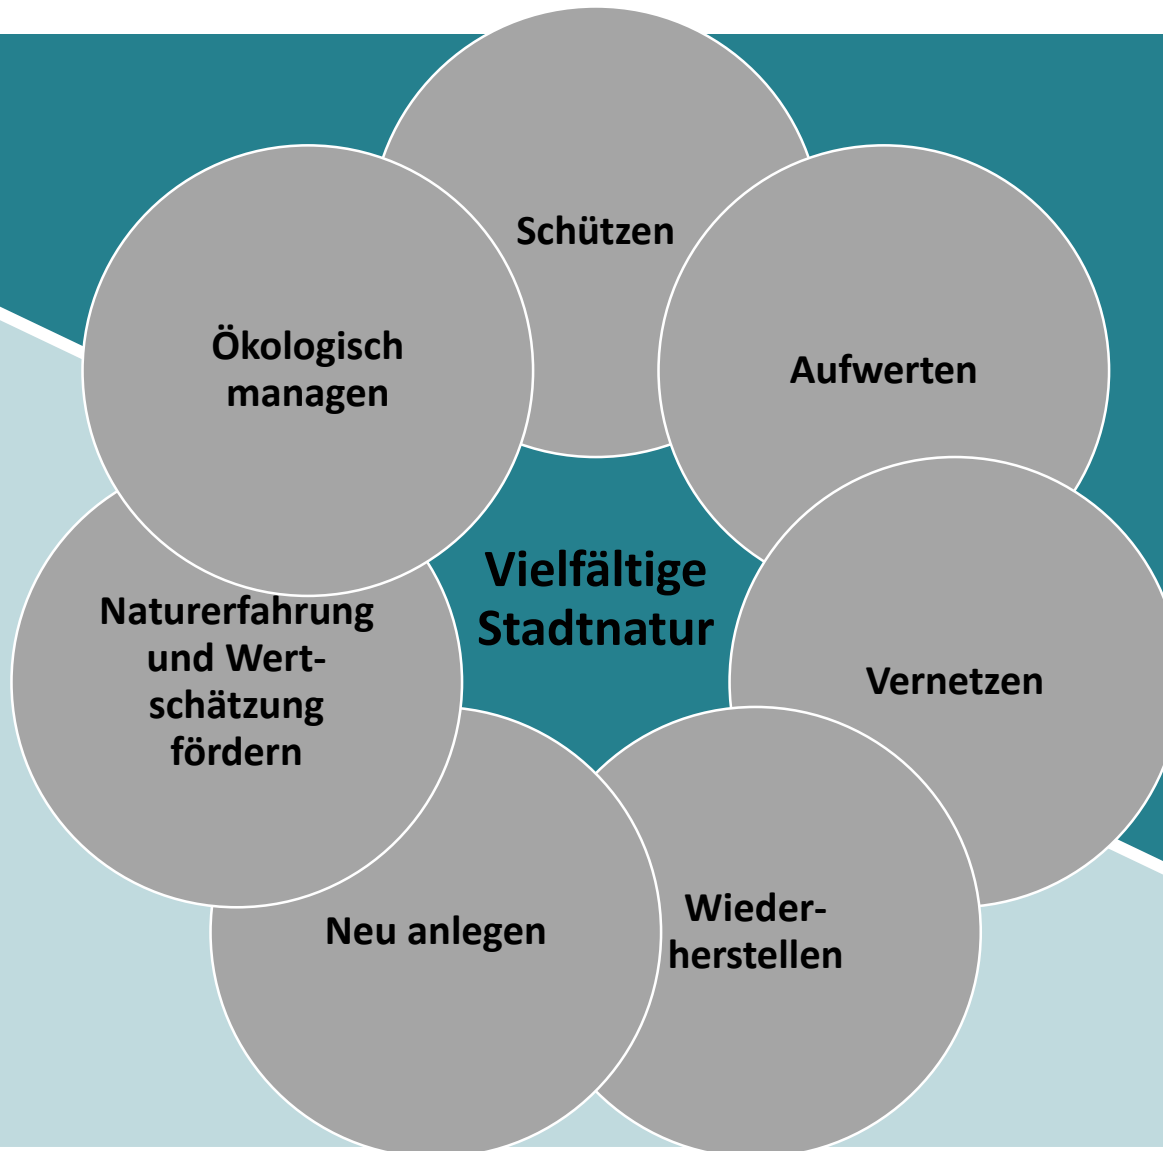 Schützen
Ökologisch
managen
Aufwerten
Vielfältige
Stadtnatur
Naturerfahrung
und Wert-
schätzung
fördern
Vernetzen
Neu anlegen
Wieder-
herstellen